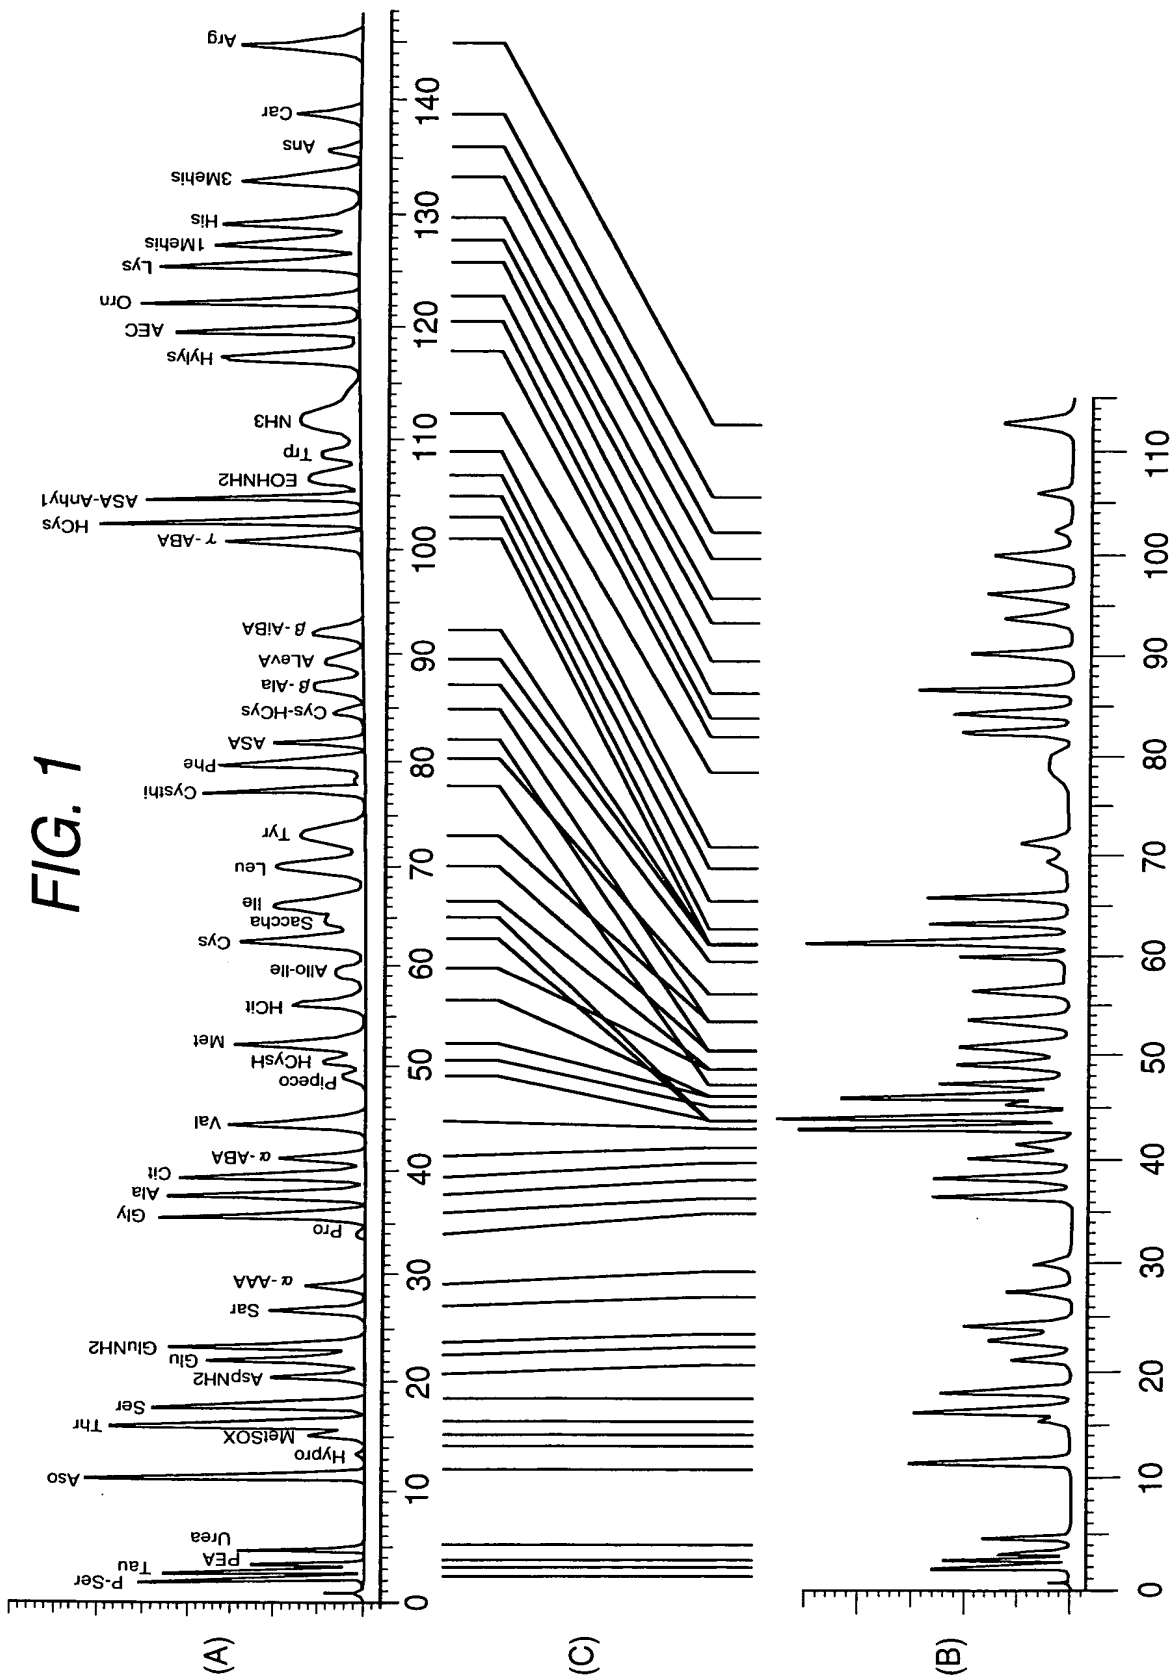 FIG. 1
(A)
P-Ser
Tau
PEA
Urea
Aso
Hypro
MetSOX
Thr
Ser
AspNH2
Glu
GluNH2
Sar
α-AAA
Pro
Gly
Ala
Cit
α-ABA
Val
Pipeco
HCysH
Met
HCit
Allo-Ile
Cys
Saccha
Ile
Leu
Tyr
Cysthi
Phe
ASA
Cys-HCys
β-Ala
ALevA
β-AiBA
γ-ABA
HCys
ASA-Anhy1
EOHNH2
Trp
NH3
Hylys
AEC
Orn
Lys
1Mehis
His
3Mehis
Ans
Car
Arg
0 10 20 30 40 50 60 70 80 90 100 110 120 130 140
(C)
(B)
0 10 20 30 40 50 60 70 80 90 100 110